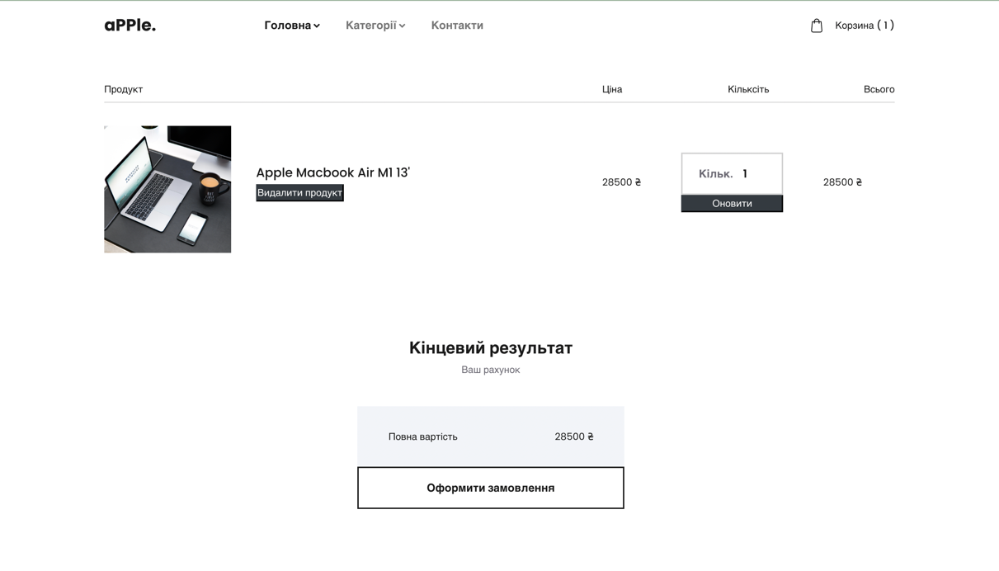 aPPle.
Головна
Категорії
Контакти
Корзина ( 1 )
Продукт
Ціна
Кільксіть
Всього
Apple Macbook Air M1 13'
Видалити продукт
28500 ₴
Кільк. 1
Оновити
28500 ₴
Кінцевий результат
Ваш рахунок
Повна вартість
28500 ₴
Оформити замовлення